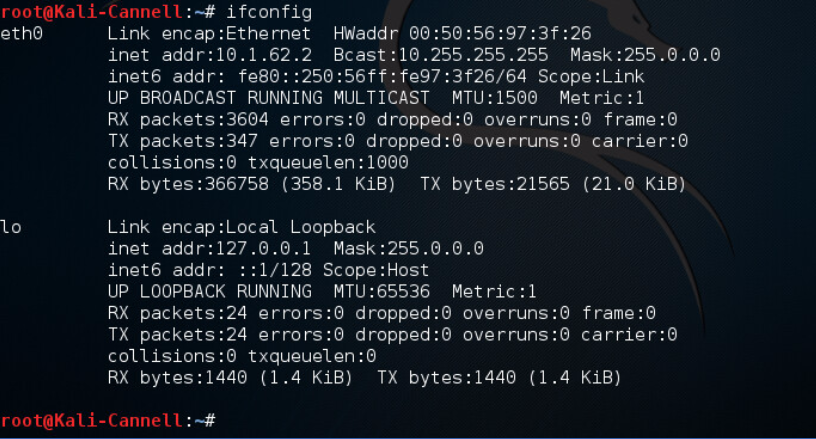 root@Kali-Cannell:~# ifconfig
eth0      Link encap:Ethernet  HWaddr 00:50:56:97:3f:26
          inet addr:10.1.62.2  Bcast:10.255.255.255  Mask:255.0.0.0
          inet6 addr: fe80::250:56ff:fe97:3f26/64 Scope:Link
          UP BROADCAST RUNNING MULTICAST  MTU:1500  Metric:1
          RX packets:3604 errors:0 dropped:0 overruns:0 frame:0
          TX packets:347 errors:0 dropped:0 overruns:0 carrier:0
          collisions:0 txqueuelen:1000
          RX bytes:366758 (358.1 KiB)  TX bytes:21565 (21.0 KiB)

lo        Link encap:Local Loopback
          inet addr:127.0.0.1  Mask:255.0.0.0
          inet6 addr: ::1/128 Scope:Host
          UP LOOPBACK RUNNING  MTU:65536  Metric:1
          RX packets:24 errors:0 dropped:0 overruns:0 frame:0
          TX packets:24 errors:0 dropped:0 overruns:0 carrier:0
          collisions:0 txqueuelen:0
          RX bytes:1440 (1.4 KiB)  TX bytes:1440 (1.4 KiB)

root@Kali-Cannell:~#